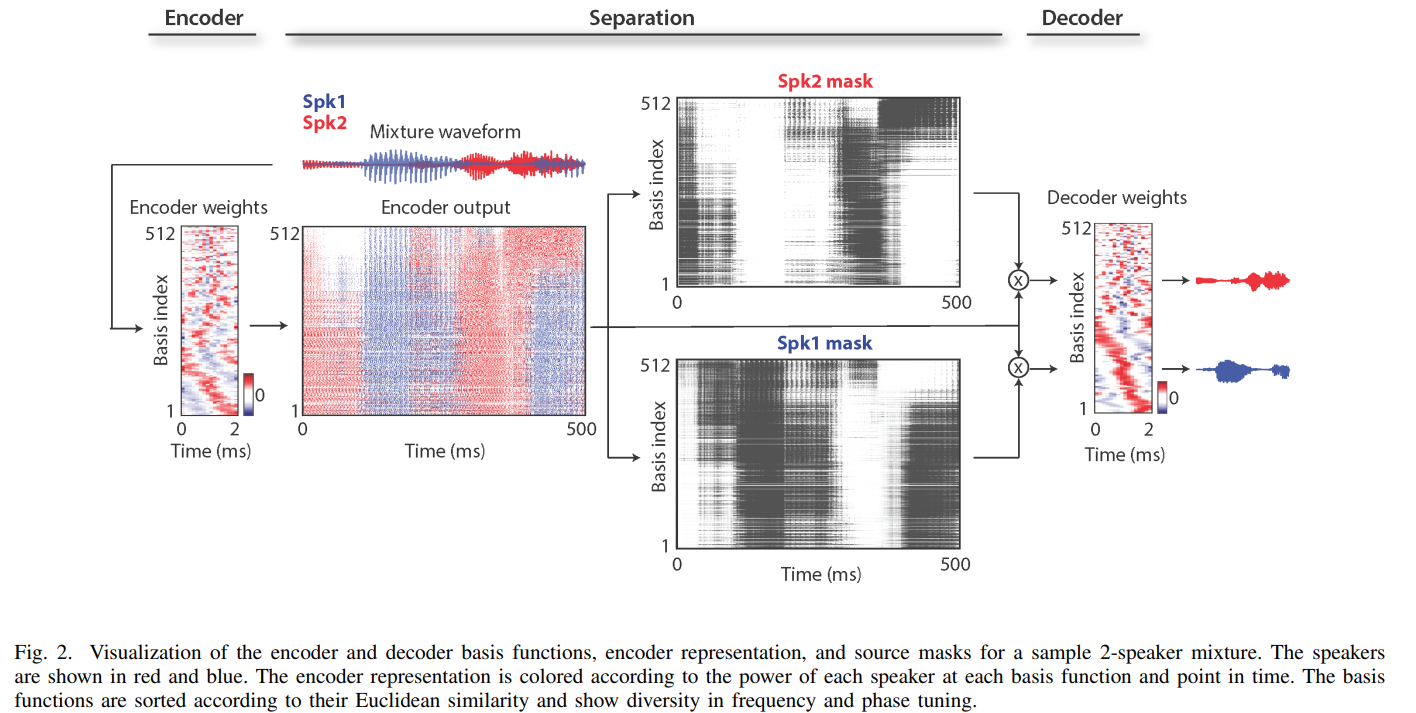 Encoder
Separation
Decoder
Spk1
Spk2
Mixture waveform
Encoder weights
512
Basis index
1
0
2
Time (ms)
0
Encoder output
512
1
0
500
Time (ms)
Spk2 mask
512
Basis index
1
0
500
X
Spk1 mask
512
Basis index
1
0
500
Time (ms)
X
Decoder weights
512
Basis index
1
0
2
Time (ms)
0
Fig. 2. Visualization of the encoder and decoder basis functions, encoder representation, and source masks for a sample 2-speaker mixture. The speakers
are shown in red and blue. The encoder representation is colored according to the power of each speaker at each basis function and point in time. The basis
functions are sorted according to their Euclidean similarity and show diversity in frequency and phase tuning.